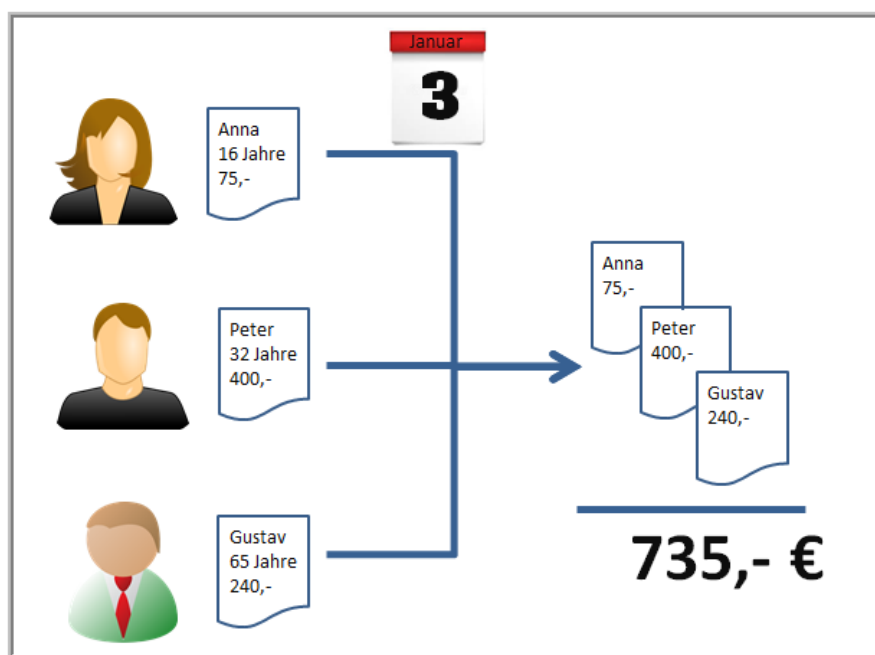 Januar
3
Anna
16 Jahre
75,-
Peter
32 Jahre
400,-
Gustav
65 Jahre
240,-
Anna
75,-
Peter
400,-
Gustav
240,-
735,- €